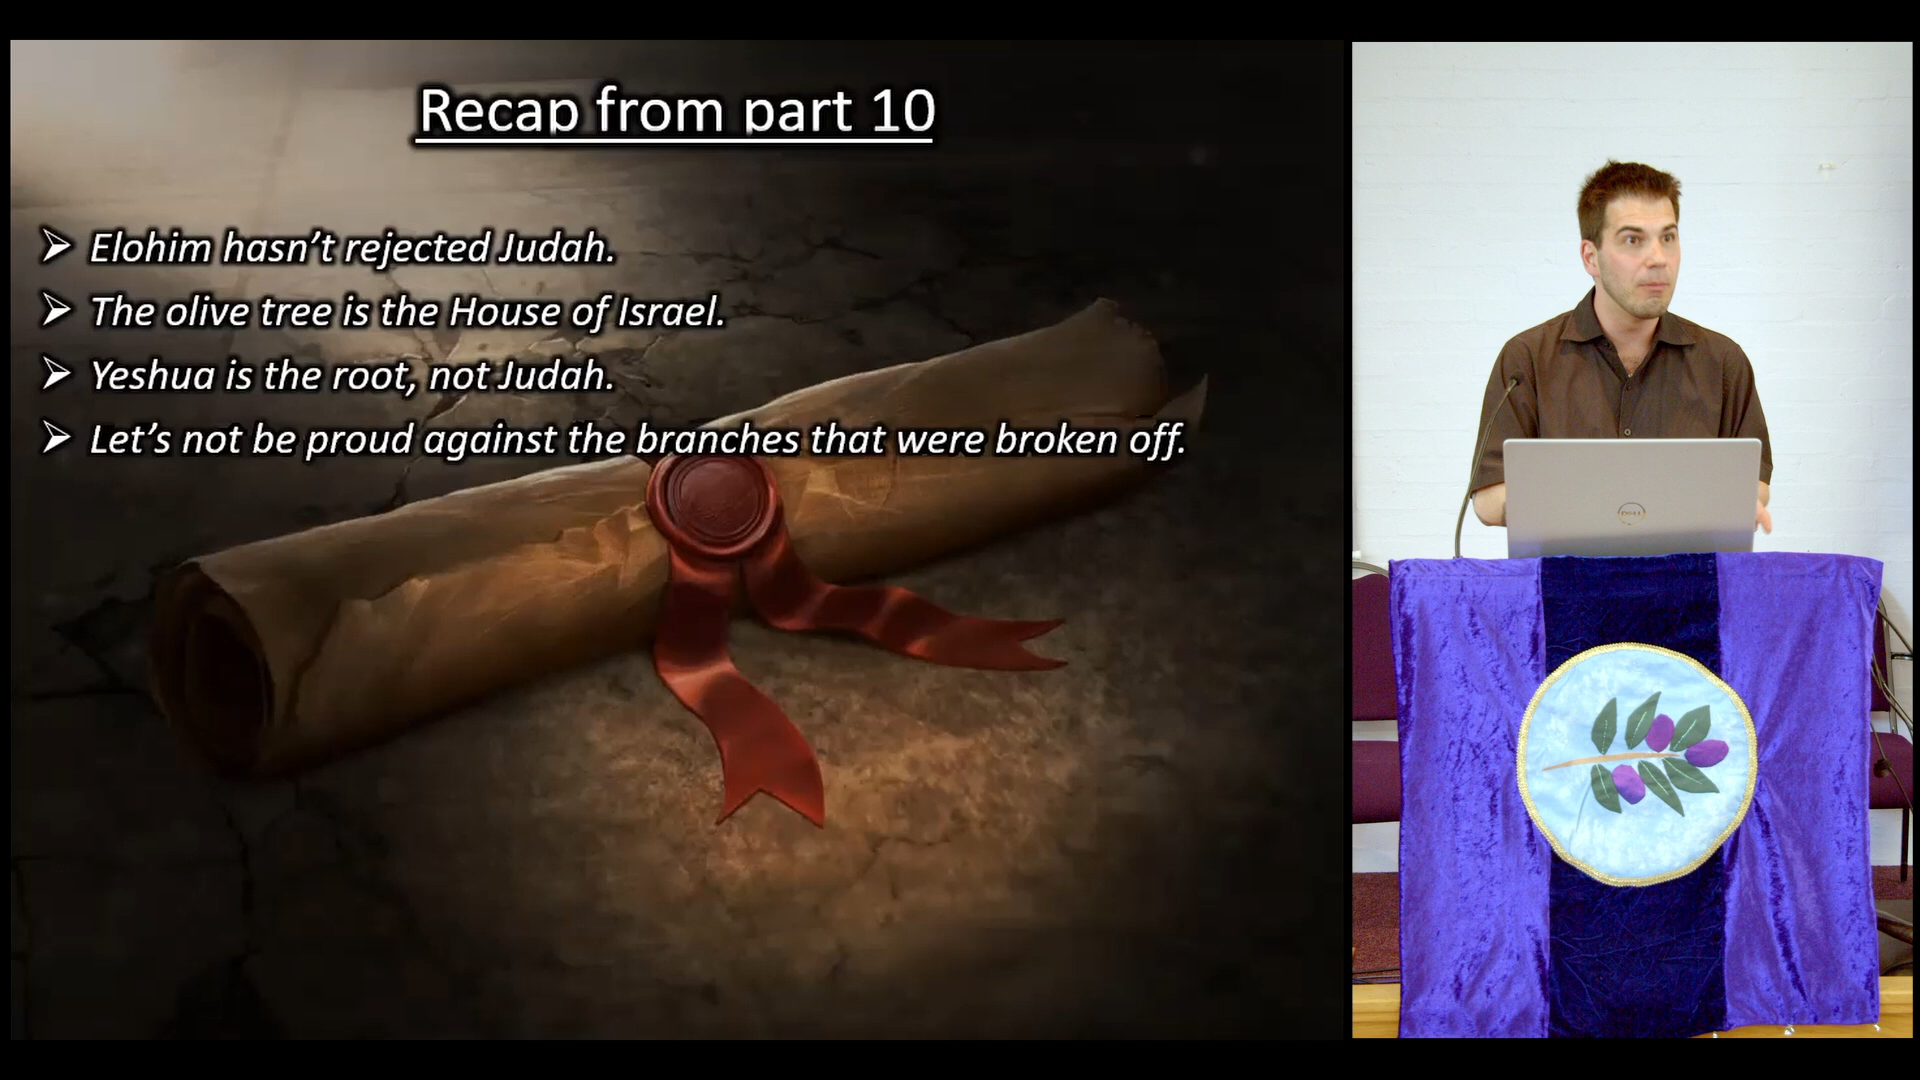 Recap from part 10
Elohim hasn't rejected Judah.
The olive tree is the House of Israel.
Yeshua is the root, not Judah.
Let's not be proud against the branches that were broken off.
DELL